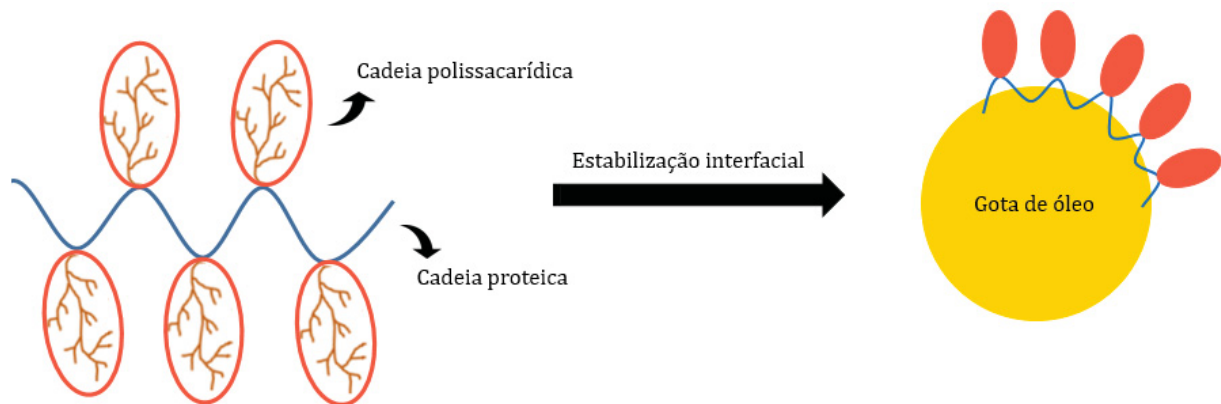 Cadeia polissacarídica
Estabilização interfacial
Gota de óleo
Cadeia proteica